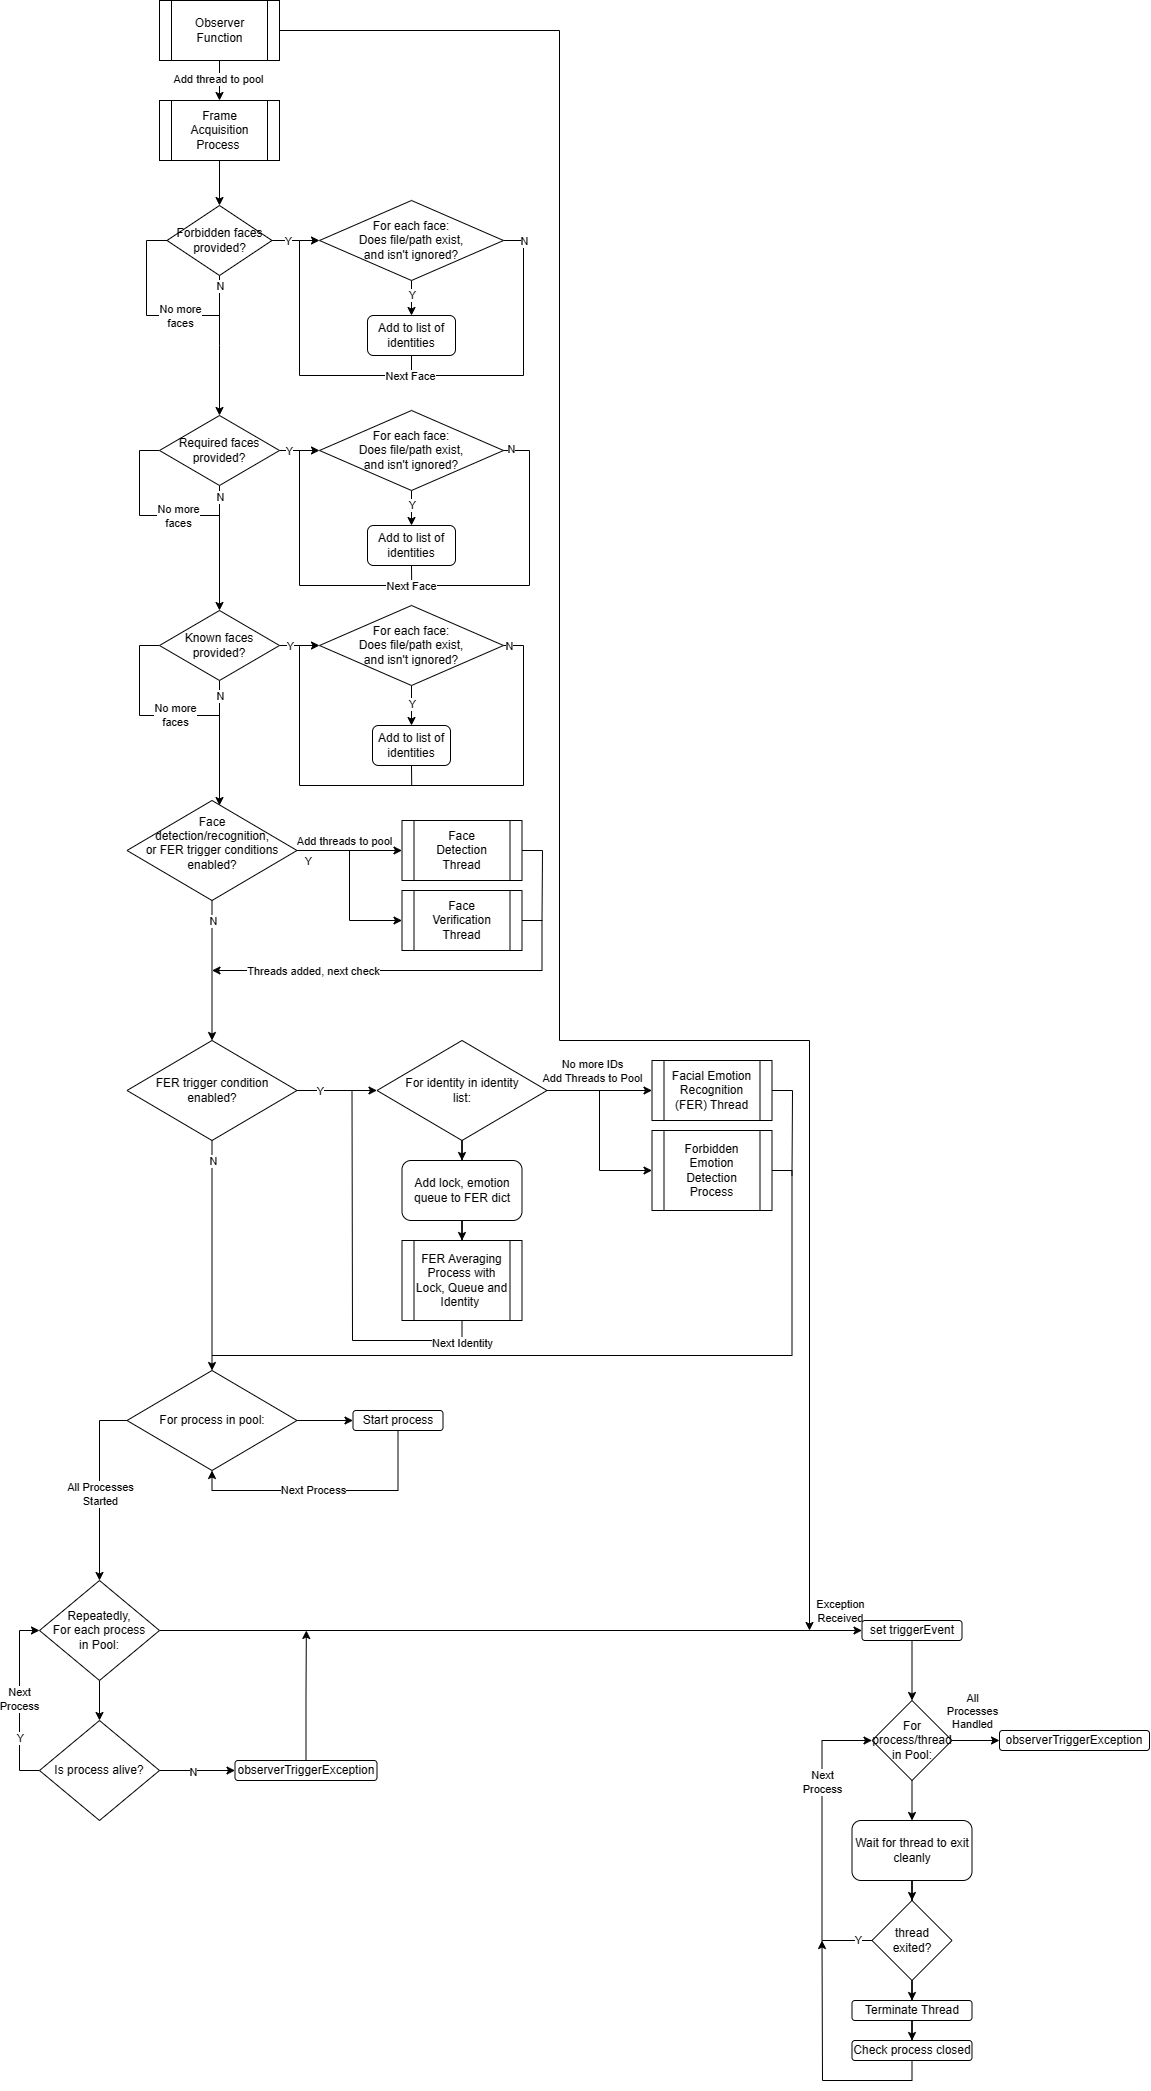 Observer
Function
Add thread to pool
Frame
Acquisition
Process
Forbidden faces
provided?
Y
For each face:
Does file/path exist,
and isn't ignored?
N
N
Y
No more
faces
Add to list of
identities
Next Face
Required faces
provided?
Y
For each face:
Does file/path exist,
and isn't ignored?
N
N
Y
No more
faces
Add to list of
identities
Next Face
Known faces
provided?
Y
For each face:
Does file/path exist,
and isn't ignored?
N
N
Y
No more
faces
Add to list of
identities
Face
detection/recognition,
or FER trigger conditions
enabled?
Add threads to pool
Y
Face
Detection
Thread
Face
Verification
Thread
N
Threads added, next check
FER trigger condition
enabled?
Y
For identity in identity
list:
No more IDs
Add Threads to Pool
Facial Emotion
Recognition
(FER) Thread
Forbidden
Emotion
Detection
Process
N
Add lock, emotion
queue to FER dict
FER Averaging
Process with
Lock, Queue and
Identity
Next Identity
For process in pool:
Start process
Next Process
All Processes
Started
Repeatedly,
For each process
in Pool:
Exception
Received
set triggerEvent
Next
Process
Y
Is process alive?
N
observerTriggerException
For
process/thread
in Pool:
All
Processes
Handled
observerTriggerException
Next
Process
Wait for thread to exit
cleanly
thread
exited?
Y
Terminate Thread
Check process closed